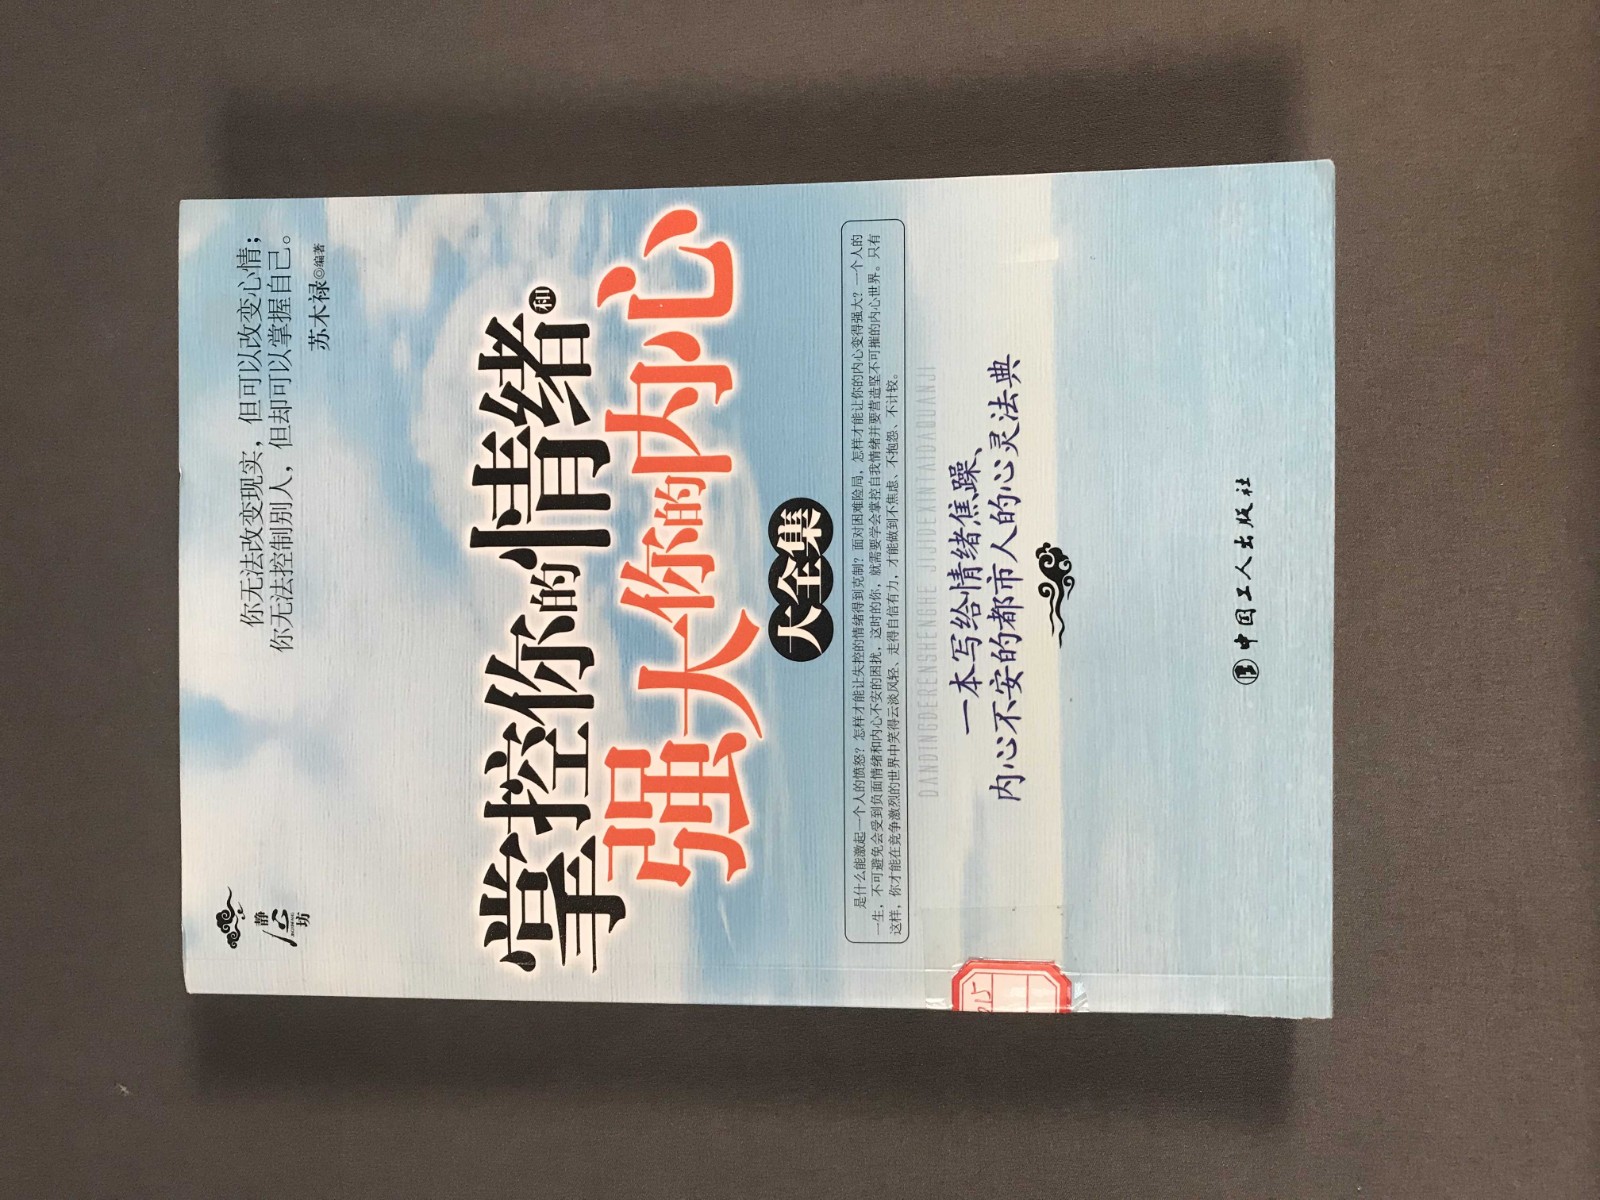 静心坊
你无法改变现实，但可以改变心情；
你无法控制别人，但却可以掌握自己。
苏木禄◎编著
掌控你的情绪和
强大你的内心
大全集
是什么能激起一个人的愤怒？怎样才能让失控的情绪得到克制？面对困难险局，怎样才能让你的内心变得强大？一个人的
一生，不可避免会受到负面情绪和内心不安的困扰，这时的你，就需要学会掌控自我情绪并要营造坚不可摧的内心世界。只有
这样，你才能在竞争激烈的世界中笑得云淡风轻、走得自信有力，才能做到不焦虑、不抱怨、不计较。
DANDINGDERENSHENGHE JIJIDEXINTAIDAQUANJI
一本写给情绪焦躁、
内心不安的都市人的心灵法典
中国工人出版社